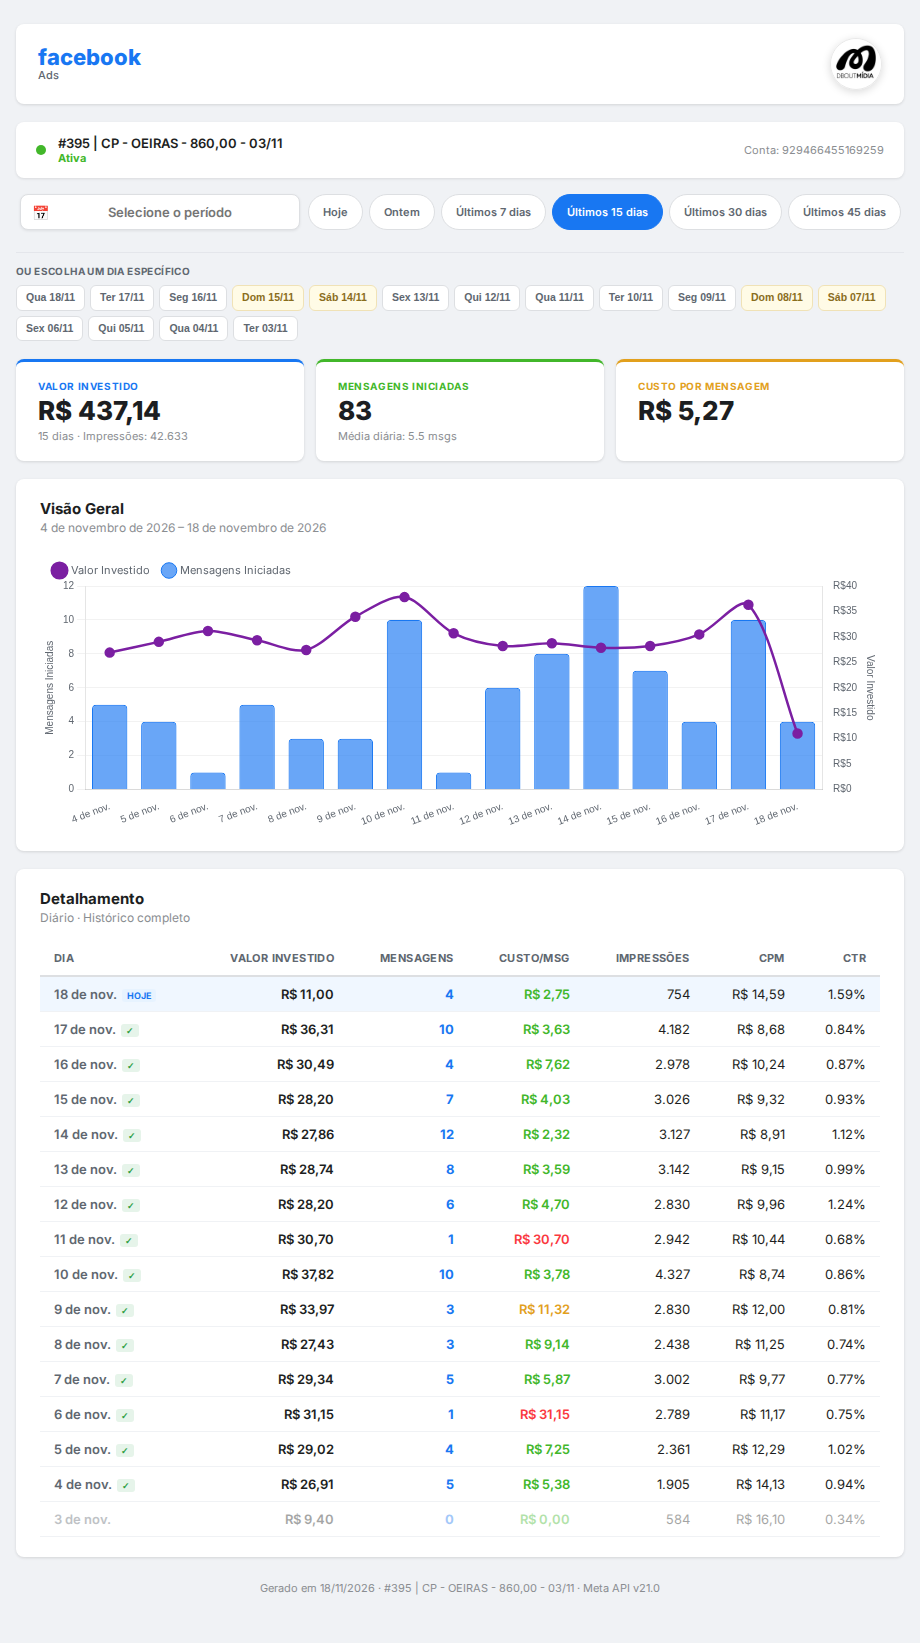 facebook
Ads
DBOUTMÍDIA
#395 | CP - OEIRAS - 860,00 - 03/11
Ativa
Conta: 929466455169259
Selecione o período
Hoje
Ontem
Últimos 7 dias
Últimos 15 dias
Últimos 30 dias
Últimos 45 dias
OU ESCOLHA UM DIA ESPECÍFICO
Qua 18/11
Ter 17/11
Seg 16/11
Dom 15/11
Sáb 14/11
Sex 13/11
Qui 12/11
Qua 11/11
Ter 10/11
Seg 09/11
Dom 08/11
Sáb 07/11
Sex 06/11
Qui 05/11
Qua 04/11
Ter 03/11
VALOR INVESTIDO
R$ 437,14
15 dias · Impressões: 42.633
MENSAGENS INICIADAS
83
Média diária: 5.5 msgs
CUSTO POR MENSAGEM
R$ 5,27
Visão Geral
4 de novembro de 2026 – 18 de novembro de 2026
Valor Investido
Mensagens Iniciadas
12
10
8
6
4
2
0
Mensagens Iniciadas
R$40
R$35
R$30
R$25
R$20
R$15
R$10
R$5
R$0
Valor Investido
4 de nov.
5 de nov.
6 de nov.
7 de nov.
8 de nov.
9 de nov.
10 de nov.
11 de nov.
12 de nov.
13 de nov.
14 de nov.
15 de nov.
16 de nov.
17 de nov.
18 de nov.
Detalhamento
Diário · Histórico completo
DIA VALOR INVESTIDO MENSAGENS CUSTO/MSG IMPRESSÕES CPM CTR
18 de nov. HOJE R$ 11,00 4 R$ 2,75 754 R$ 14,59 1.59%
17 de nov. ✓ R$ 36,31 10 R$ 3,63 4.182 R$ 8,68 0.84%
16 de nov. ✓ R$ 30,49 4 R$ 7,62 2.978 R$ 10,24 0.87%
15 de nov. ✓ R$ 28,20 7 R$ 4,03 3.026 R$ 9,32 0.93%
14 de nov. ✓ R$ 27,86 12 R$ 2,32 3.127 R$ 8,91 1.12%
13 de nov. ✓ R$ 28,74 8 R$ 3,59 3.142 R$ 9,15 0.99%
12 de nov. ✓ R$ 28,20 6 R$ 4,70 2.830 R$ 9,96 1.24%
11 de nov. ✓ R$ 30,70 1 R$ 30,70 2.942 R$ 10,44 0.68%
10 de nov. ✓ R$ 37,82 10 R$ 3,78 4.327 R$ 8,74 0.86%
9 de nov. ✓ R$ 33,97 3 R$ 11,32 2.830 R$ 12,00 0.81%
8 de nov. ✓ R$ 27,43 3 R$ 9,14 2.438 R$ 11,25 0.74%
7 de nov. ✓ R$ 29,34 5 R$ 5,87 3.002 R$ 9,77 0.77%
6 de nov. ✓ R$ 31,15 1 R$ 31,15 2.789 R$ 11,17 0.75%
5 de nov. ✓ R$ 29,02 4 R$ 7,25 2.361 R$ 12,29 1.02%
4 de nov. ✓ R$ 26,91 5 R$ 5,38 1.905 R$ 14,13 0.94%
3 de nov. R$ 9,40 0 R$ 0,00 584 R$ 16,10 0.34%
Gerado em 18/11/2026 · #395 | CP - OEIRAS - 860,00 - 03/11 · Meta API v21.0